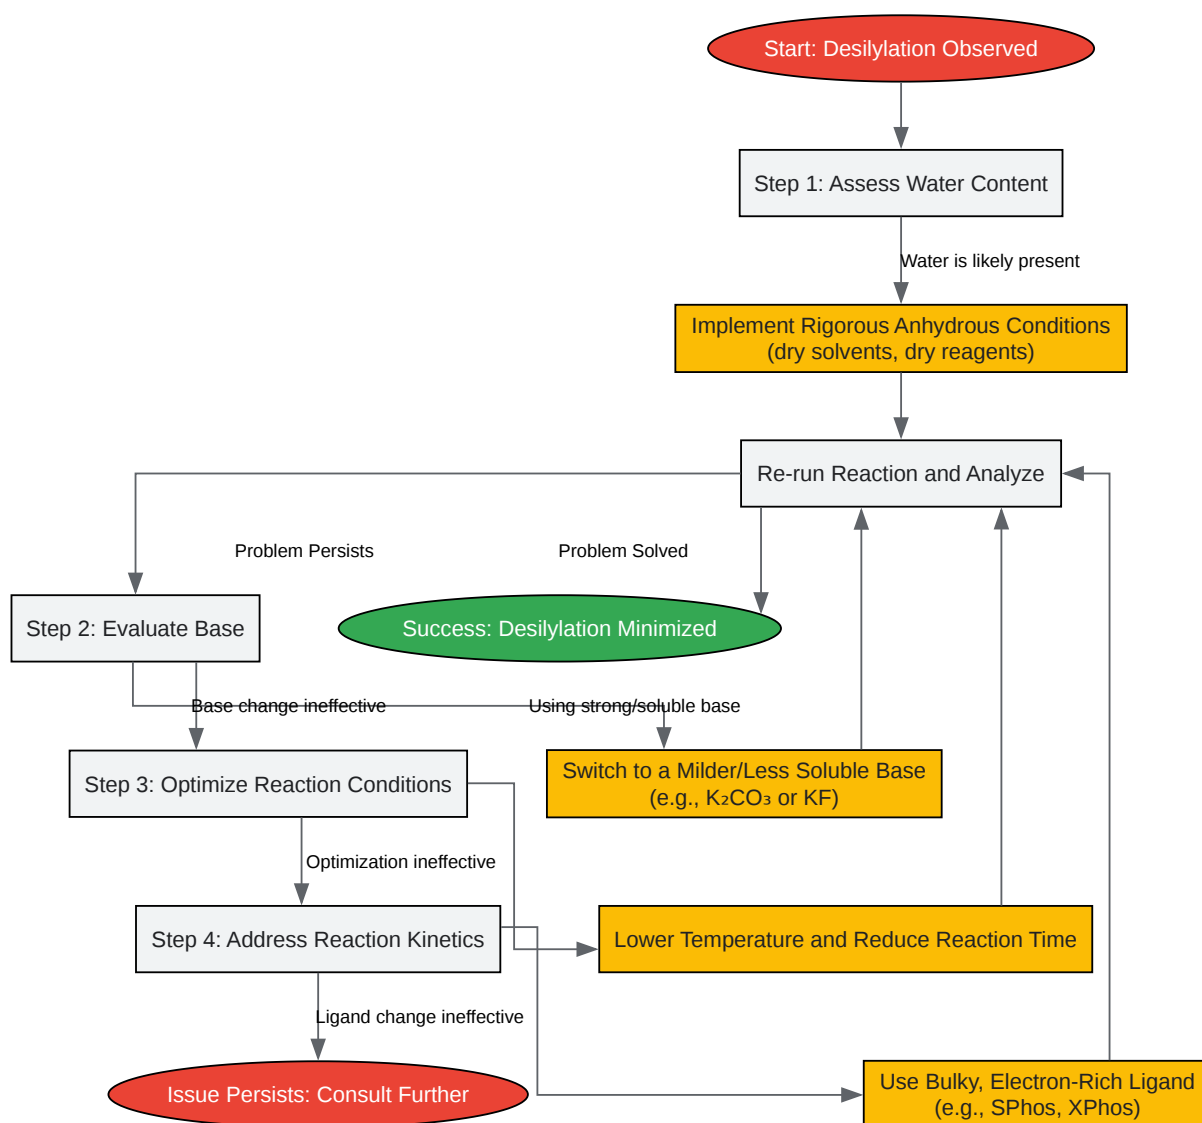 Start: Desilylation Observed
Step 1: Assess Water Content
Water is likely present
Implement Rigorous Anhydrous Conditions
(dry solvents, dry reagents)
Re-run Reaction and Analyze
Problem Persists
Problem Solved
Step 2: Evaluate Base
Success: Desilylation Minimized
Base change ineffective
Using strong/soluble base
Step 3: Optimize Reaction Conditions
Switch to a Milder/Less Soluble Base
(e.g., K₂CO₃ or KF)
Optimization ineffective
Step 4: Address Reaction Kinetics
Lower Temperature and Reduce Reaction Time
Ligand change ineffective
Issue Persists: Consult Further
Use Bulky, Electron-Rich Ligand
(e.g., SPhos, XPhos)